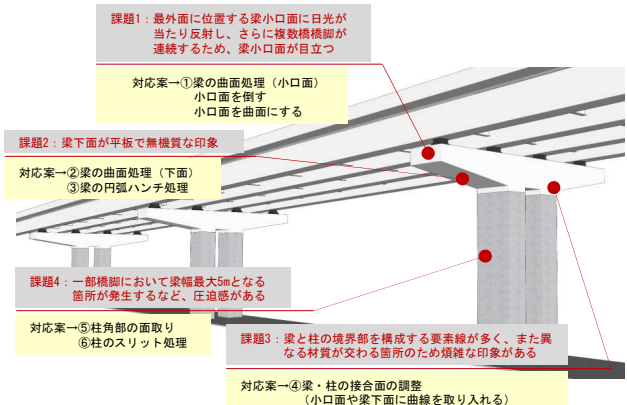 課題1：最外面に位置する梁小口面に日光が
当たり反射し、さらに複数橋橋脚が
連続するため、梁小口面が目立つ
対応案→①梁の曲面処理（小口面）
小口面を倒す
小口面を曲面にする
課題2：梁下面が平板で無機質な印象
対応案→②梁の曲面処理（下面）
③梁の円弧ハンチ処理
課題4：一部橋脚において梁幅最大5mとなる
箇所が発生するなど、圧迫感がある
対応案→⑤柱角部の面取り
⑥柱のスリット処理
課題3：梁と柱の境界部を構成する要素線が多く、また異
なる材質が交わる箇所のため煩雑な印象がある
対応案→④梁・柱の接合面の調整
（小口面や梁下面に曲線を取り入れる）